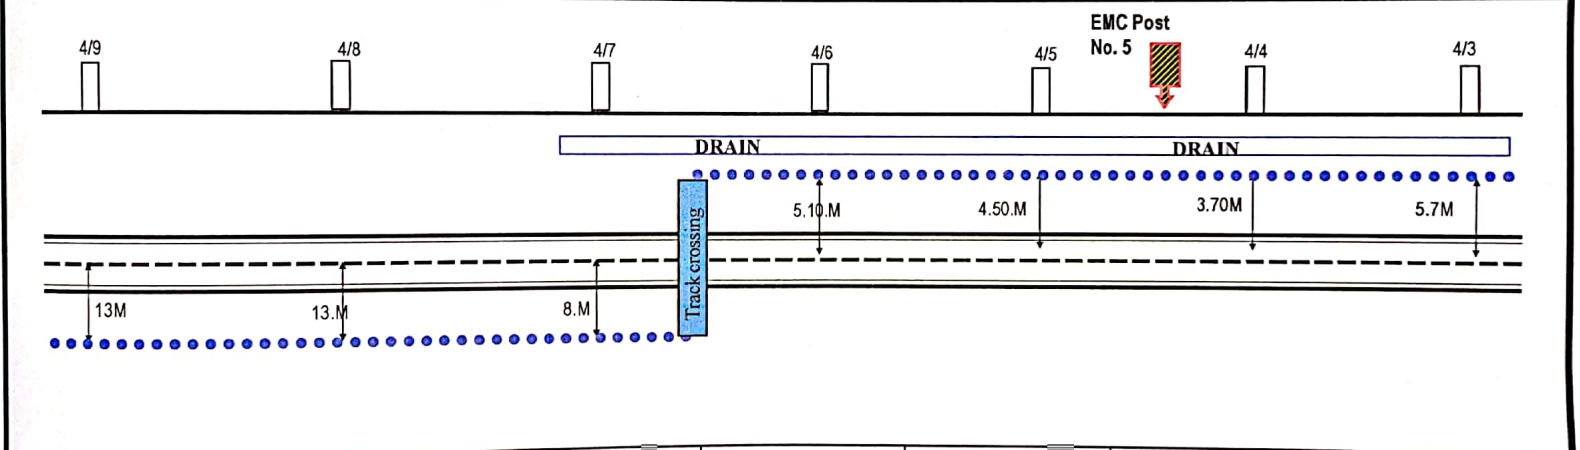 EMC Post
No. 5
4/9
4/8
4/7
4/6
4/5
4/4
4/3
DRAIN
DRAIN
5.10.M
4.50.M
3.70M
5.7M
Track crossing
13M
13.M
8.M